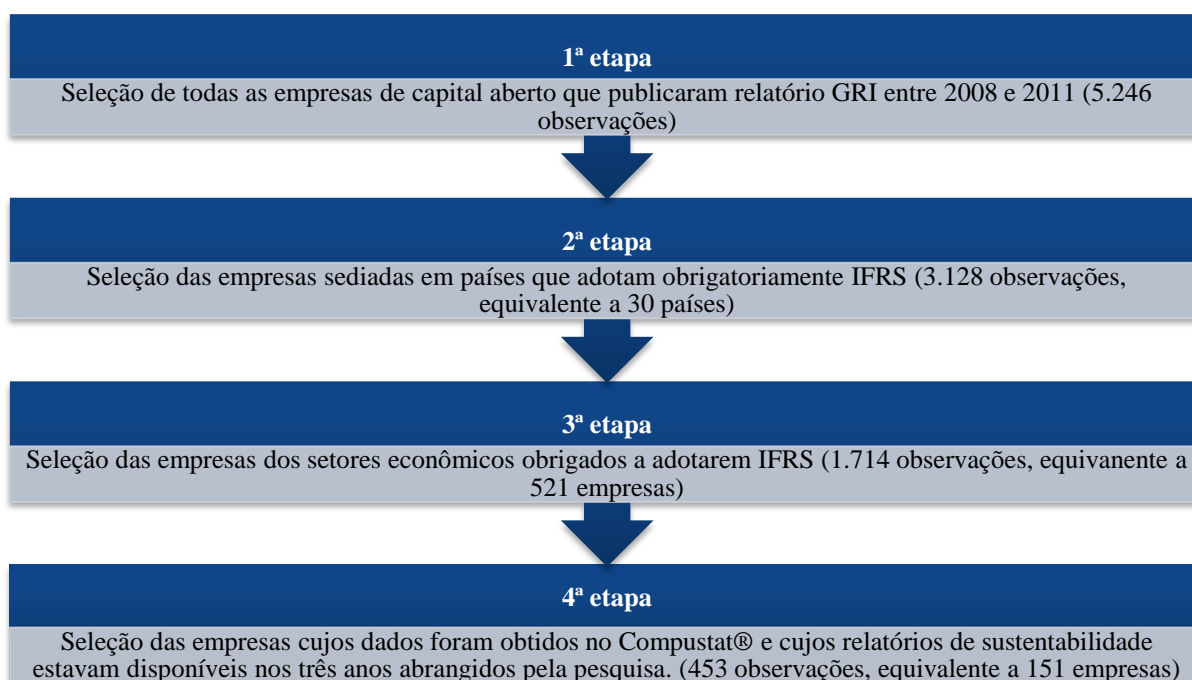 1ª etapa
Seleção de todas as empresas de capital aberto que publicaram relatório GRI entre 2008 e 2011 (5.246
observações)
2ª etapa
Seleção das empresas sediadas em países que adotam obrigatoriamente IFRS (3.128 observações,
equivalente a 30 países)
3ª etapa
Seleção das empresas dos setores econômicos obrigados a adotarem IFRS (1.714 observações, equivanente a
521 empresas)
4ª etapa
Seleção das empresas cujos dados foram obtidos no Compustat® e cujos relatórios de sustentabilidade
estavam disponíveis nos três anos abrangidos pela pesquisa. (453 observações, equivalente a 151 empresas)